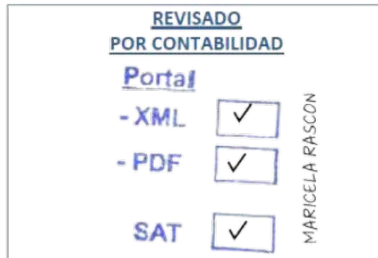 REVISADO
POR CONTABILIDAD
Portal
- XML ✓
- PDF ✓
SAT ✓
MARICELA RASCON